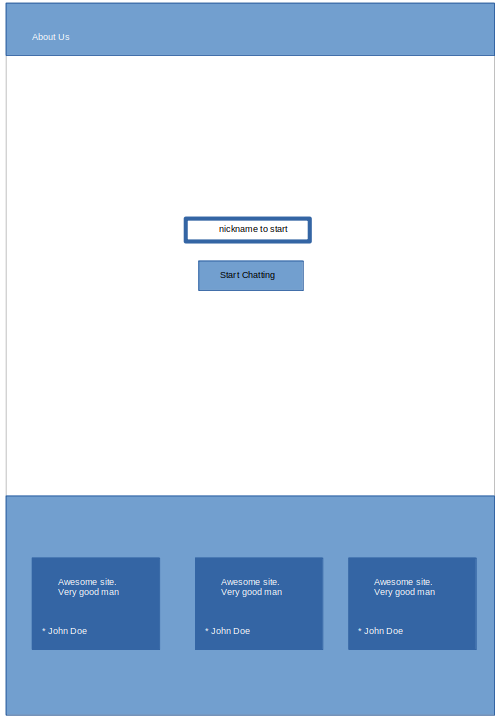 About Us
nickname to start
Start Chatting
Awesome site.
Very good man
* John Doe
Awesome site.
Very good man
* John Doe
Awesome site.
Very good man
* John Doe